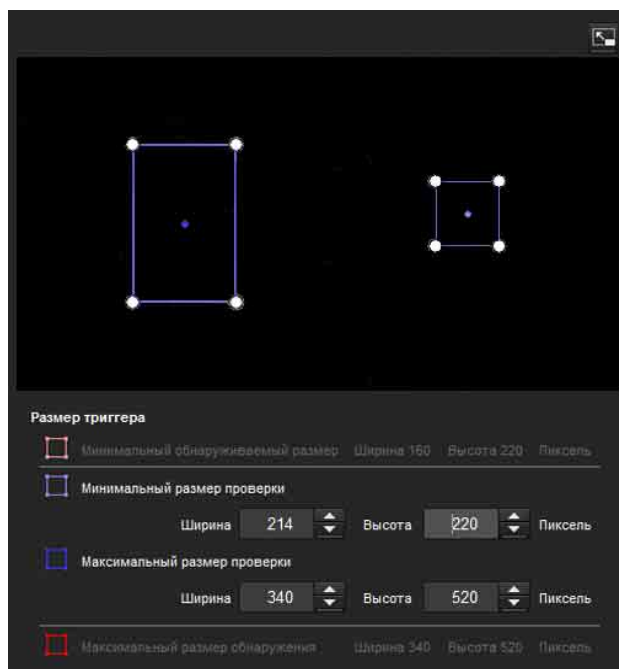 Размер триггера
Минимальный обнаруживаемый размер Ширина 160 Высота 220 Пиксель
Минимальный размер проверки
Ширина 214 Высота 220 Пиксель
Максимальный размер проверки
Ширина 340 Высота 520 Пиксель
Максимальный размер обнаружения Ширина 340 Высота 520 Пиксель